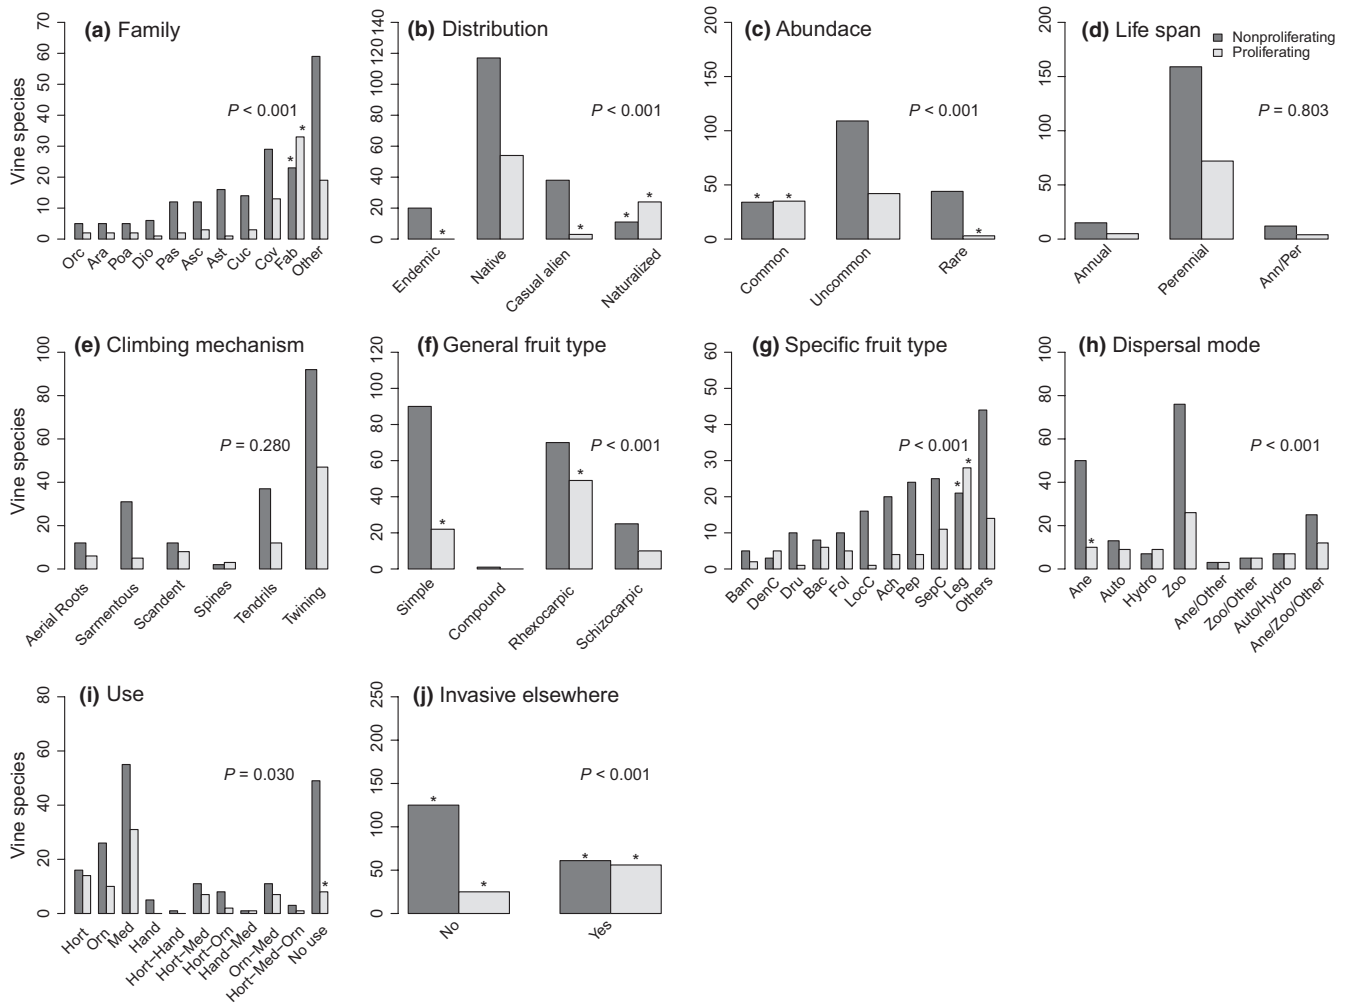 (a) Family
Vine species
0 10 20 30 40 50 60 70
P < 0.001
* *
Orc Ara Poa Dio Pas Asc Ast Cuc Cov Fab Other
(b) Distribution
0 20 40 60 80 100 120 140
P < 0.001
* * * *
Endemic Native Casual alien Naturalized
(c) Abundace
0 50 100 150 200
P < 0.001
* * *
Common Uncommon Rare
(d) Life span
Nonproliferating
Proliferating
0 50 100 150 200
P = 0.803
Annual Perennial Ann/Per
(e) Climbing mechanism
Vine species
0 20 40 60 80 100
P = 0.280
Aerial Roots Sarmentous Scandent Spines Tendrils Twining
(f) General fruit type
0 20 40 60 80 100 120
P < 0.001
* *
Simple Compound Rhexocarpic Schizocarpic
(g) Specific fruit type
0 10 20 30 40 50 60
P < 0.001
* *
Bam DenC Dru Bac Fol LocC Ach Pep SepC Leg Others
(h) Dispersal mode
0 20 40 60 80 100
P < 0.001
*
Ane Auto Hydro Zoo Ane/Other Zoo/Other Auto/Hydro Ane/Zoo/Other
(i) Use
Vine species
0 20 40 60 80
P = 0.030
*
Hort Orn Med Hand Hort–Hand Hort–Med Hort–Orn Hand–Med Orn–Med Hort–Med–Orn No use
(j) Invasive elsewhere
0 50 100 150 200 250
P < 0.001
* * * *
No Yes